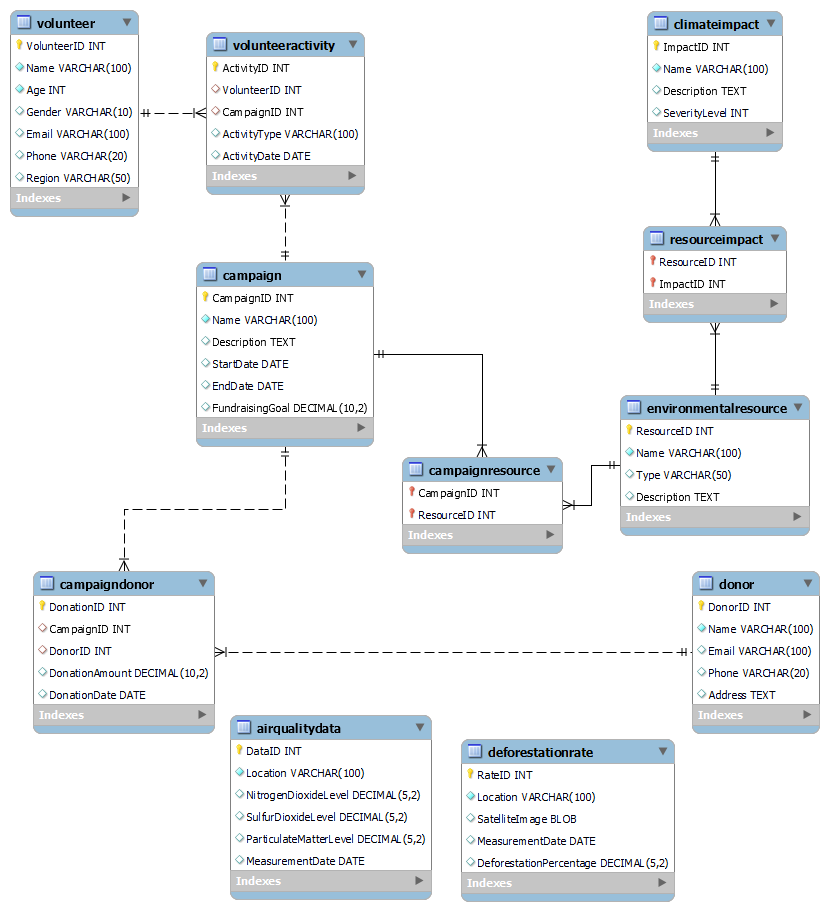 volunteer
VolunteerID INT
Name VARCHAR(100)
Age INT
Gender VARCHAR(10)
Email VARCHAR(100)
Phone VARCHAR(20)
Region VARCHAR(50)
Indexes
volunteeractivity
ActivityID INT
VolunteerID INT
CampaignID INT
ActivityType VARCHAR(100)
ActivityDate DATE
Indexes
climateimpact
ImpactID INT
Name VARCHAR(100)
Description TEXT
SeverityLevel INT
Indexes
resourceimpact
ResourceID INT
ImpactID INT
Indexes
campaign
CampaignID INT
Name VARCHAR(100)
Description TEXT
StartDate DATE
EndDate DATE
FundraisingGoal DECIMAL(10,2)
Indexes
environmentalresource
ResourceID INT
Name VARCHAR(100)
Type VARCHAR(50)
Description TEXT
Indexes
campaignresource
CampaignID INT
ResourceID INT
Indexes
campaigndonor
DonationID INT
CampaignID INT
DonorID INT
DonationAmount DECIMAL(10,2)
DonationDate DATE
Indexes
donor
DonorID INT
Name VARCHAR(100)
Email VARCHAR(100)
Phone VARCHAR(20)
Address TEXT
Indexes
airqualitydata
DataID INT
Location VARCHAR(100)
NitrogenDioxideLevel DECIMAL(5,2)
SulfurDioxideLevel DECIMAL(5,2)
ParticulateMatterLevel DECIMAL(5,2)
MeasurementDate DATE
Indexes
deforestationrate
RateID INT
Location VARCHAR(100)
SatelliteImage BLOB
MeasurementDate DATE
DeforestationPercentage DECIMAL(5,2)
Indexes